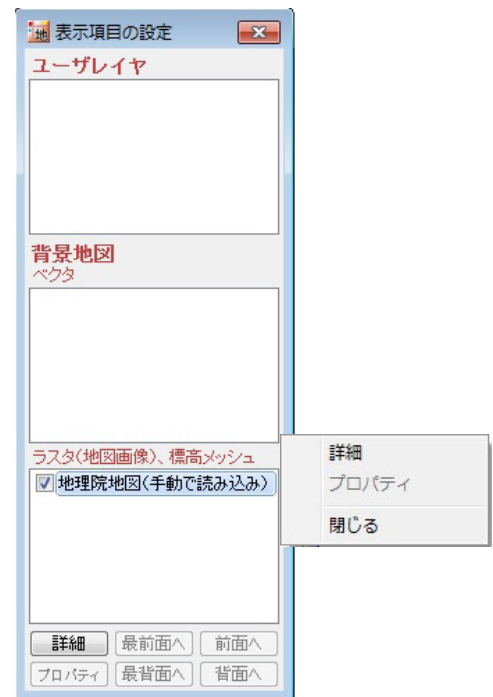 地 表示項目の設定
ユーザレイヤ
背景地図
ベクタ
ラスタ(地図画像)、標高メッシュ
地理院地図(手動で読み込み)
詳細
プロパティ
閉じる
詳細 最前面へ 前面へ
プロパティ 最背面へ 背面へ